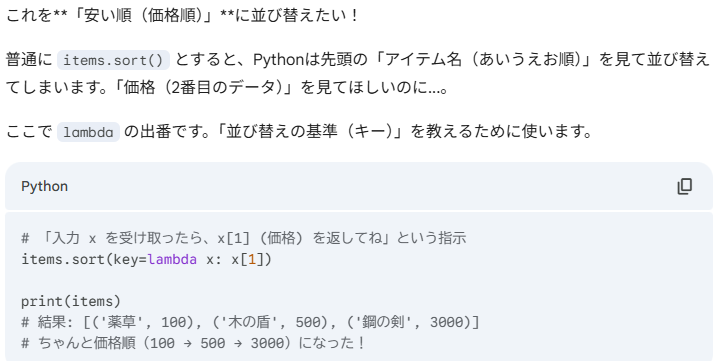 これを**「安い順（価格順）」**に並び替えたい！
普通に items.sort() とすると、Pythonは先頭の「アイテム名（あいうえお順）」を見て並び替え
てしまいます。「価格（2番目のデータ）」を見てほしいのに...。
ここで lambda の出番です。「並び替えの基準（キー）」を教えるために使います。
Python
# 「入力 x を受け取ったら、x[1] (価格) を返してね」という指示
items.sort(key=lambda x: x[1])
print(items)
# 結果: [('薬草', 100), ('木の盾', 500), ('鋼の剣', 3000)]
# ちゃんと価格順（100 → 500 → 3000）になった！